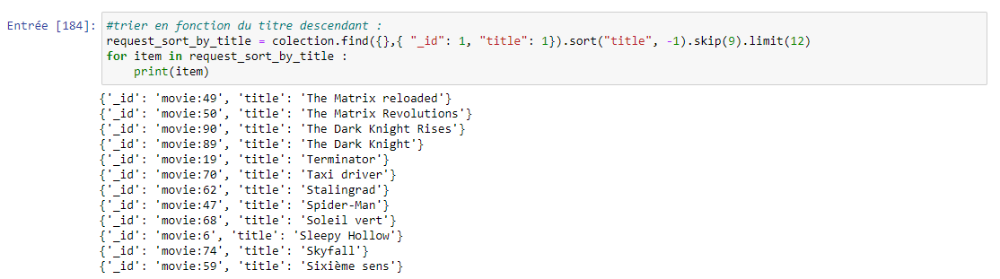 Entrée [184]: #trier en fonction du titre descendant :
request_sort_by_title = colection.find({},{ "_id": 1, "title": 1}).sort("title", -1).skip(9).limit(12)
for item in request_sort_by_title :
    print(item)
{'_id': 'movie:49', 'title': 'The Matrix reloaded'}
{'_id': 'movie:50', 'title': 'The Matrix Revolutions'}
{'_id': 'movie:90', 'title': 'The Dark Knight Rises'}
{'_id': 'movie:89', 'title': 'The Dark Knight'}
{'_id': 'movie:19', 'title': 'Terminator'}
{'_id': 'movie:70', 'title': 'Taxi driver'}
{'_id': 'movie:62', 'title': 'Stalingrad'}
{'_id': 'movie:47', 'title': 'Spider-Man'}
{'_id': 'movie:68', 'title': 'Soleil vert'}
{'_id': 'movie:6', 'title': 'Sleepy Hollow'}
{'_id': 'movie:74', 'title': 'Skyfall'}
{'_id': 'movie:59', 'title': 'Sixième sens'}